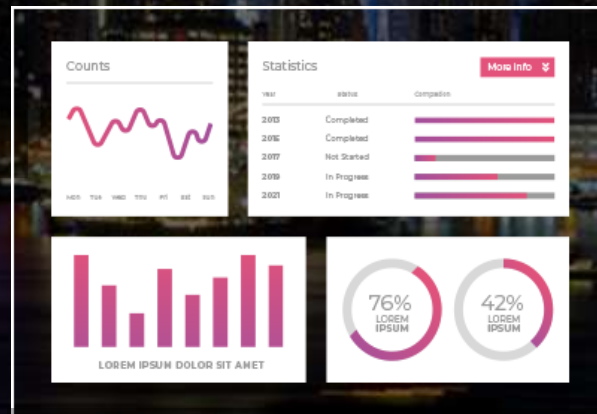 Counts
Mon Tue Wed Thu Fri Sat Sun
Statistics
More Info
Year Status Completion
2013 Completed
2015 Completed
2017 Not Started
2019 In Progress
2021 In Progress
LOREM IPSUM DOLOR SIT AMET
76%
LOREM
IPSUM
42%
LOREM
IPSUM